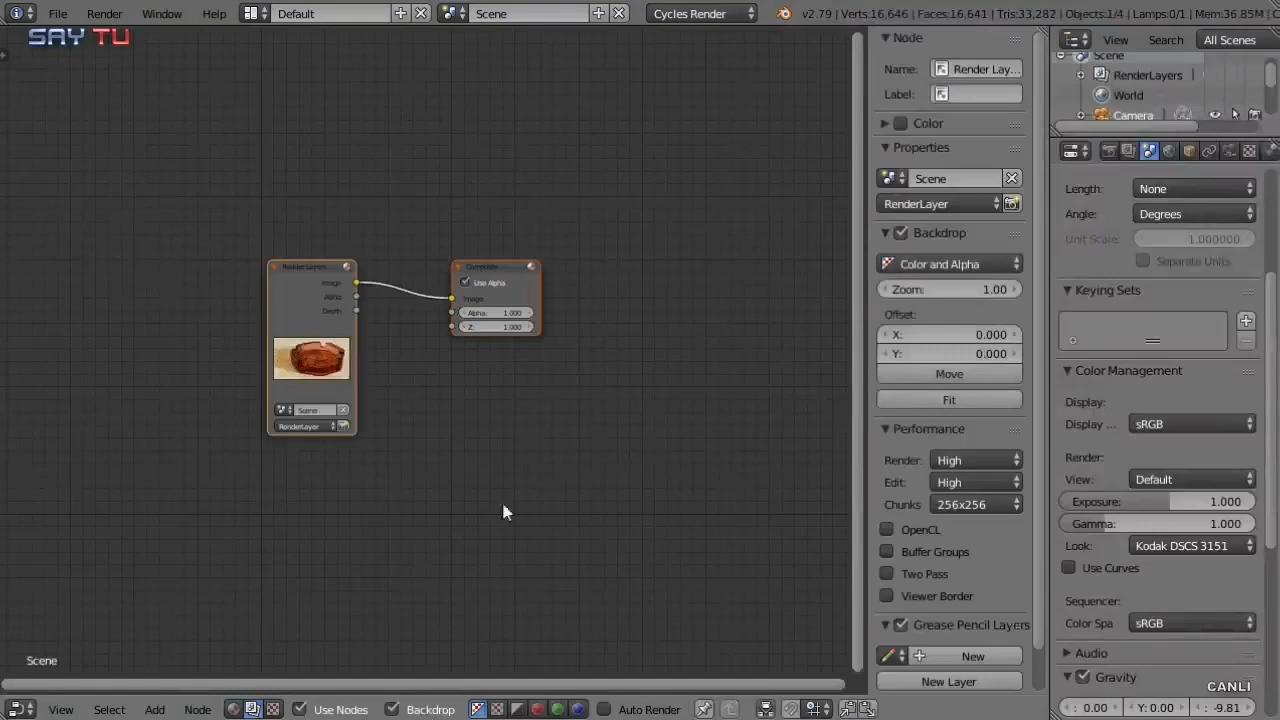 File Render Window Help Default Scene Cycles Render v2.79 | Verts:16,646 | Faces:16,641 | Tris:33,282 | Objects:1/4 | Lamps:0/1 | Mem:36.85M
SAY TU
Node
Name: Render Lay...
Label:
Color
Properties
Scene
RenderLayer
Backdrop
Color and Alpha
Zoom: 1.00
Offset:
X: 0.000
Y: 0.000
Move
Fit
Performance
Render: High
Edit: High
Chunks 256x256
OpenCL
Buffer Groups
Two Pass
Viewer Border
Grease Pencil Layers
New
New Layer
View Search All Scenes
Scene
RenderLayers
World
Camera
Length: None
Angle: Degrees
Unit Scale: 1.000000
Separate Units
Keying Sets
Color Management
Display:
Display ... sRGB
Render:
View: Default
Exposure: 1.000
Gamma: 1.000
Look: Kodak DSCS 3151
Use Curves
Sequencer:
Color Spa sRGB
Audio
Gravity
CANLI
: 0.00 Y: 0.00 : -9.81
Render Layers
Image
Alpha
Depth
Scene
RenderLayer
Composite
Use Alpha
Image
Alpha: 1.000
Z: 1.000
Scene
View Select Add Node Use Nodes Backdrop Auto Render